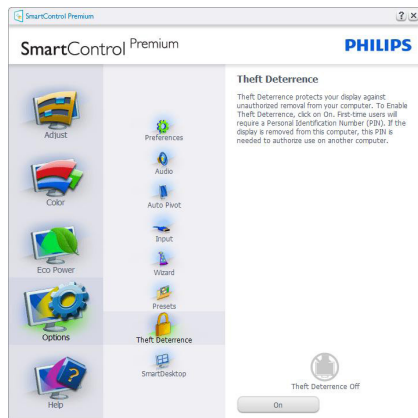 SmartControl Premium
SmartControl Premium
PHILIPS
Adjust
Color
Eco Power
Options
Help
Preferences
Audio
Auto Pivot
Input
Wizard
Presets
Theft Deterrence
SmartDesktop
Theft Deterrence
Theft Deterrence protects your display against
unauthorized removal from your computer. To Enable
Theft Deterrence, click on On. First-time users will
require a Personal Identification Number (PIN). If the
display is removed from this computer, this PIN is
needed to authorize use on another computer.
Theft Deterrence Off
On